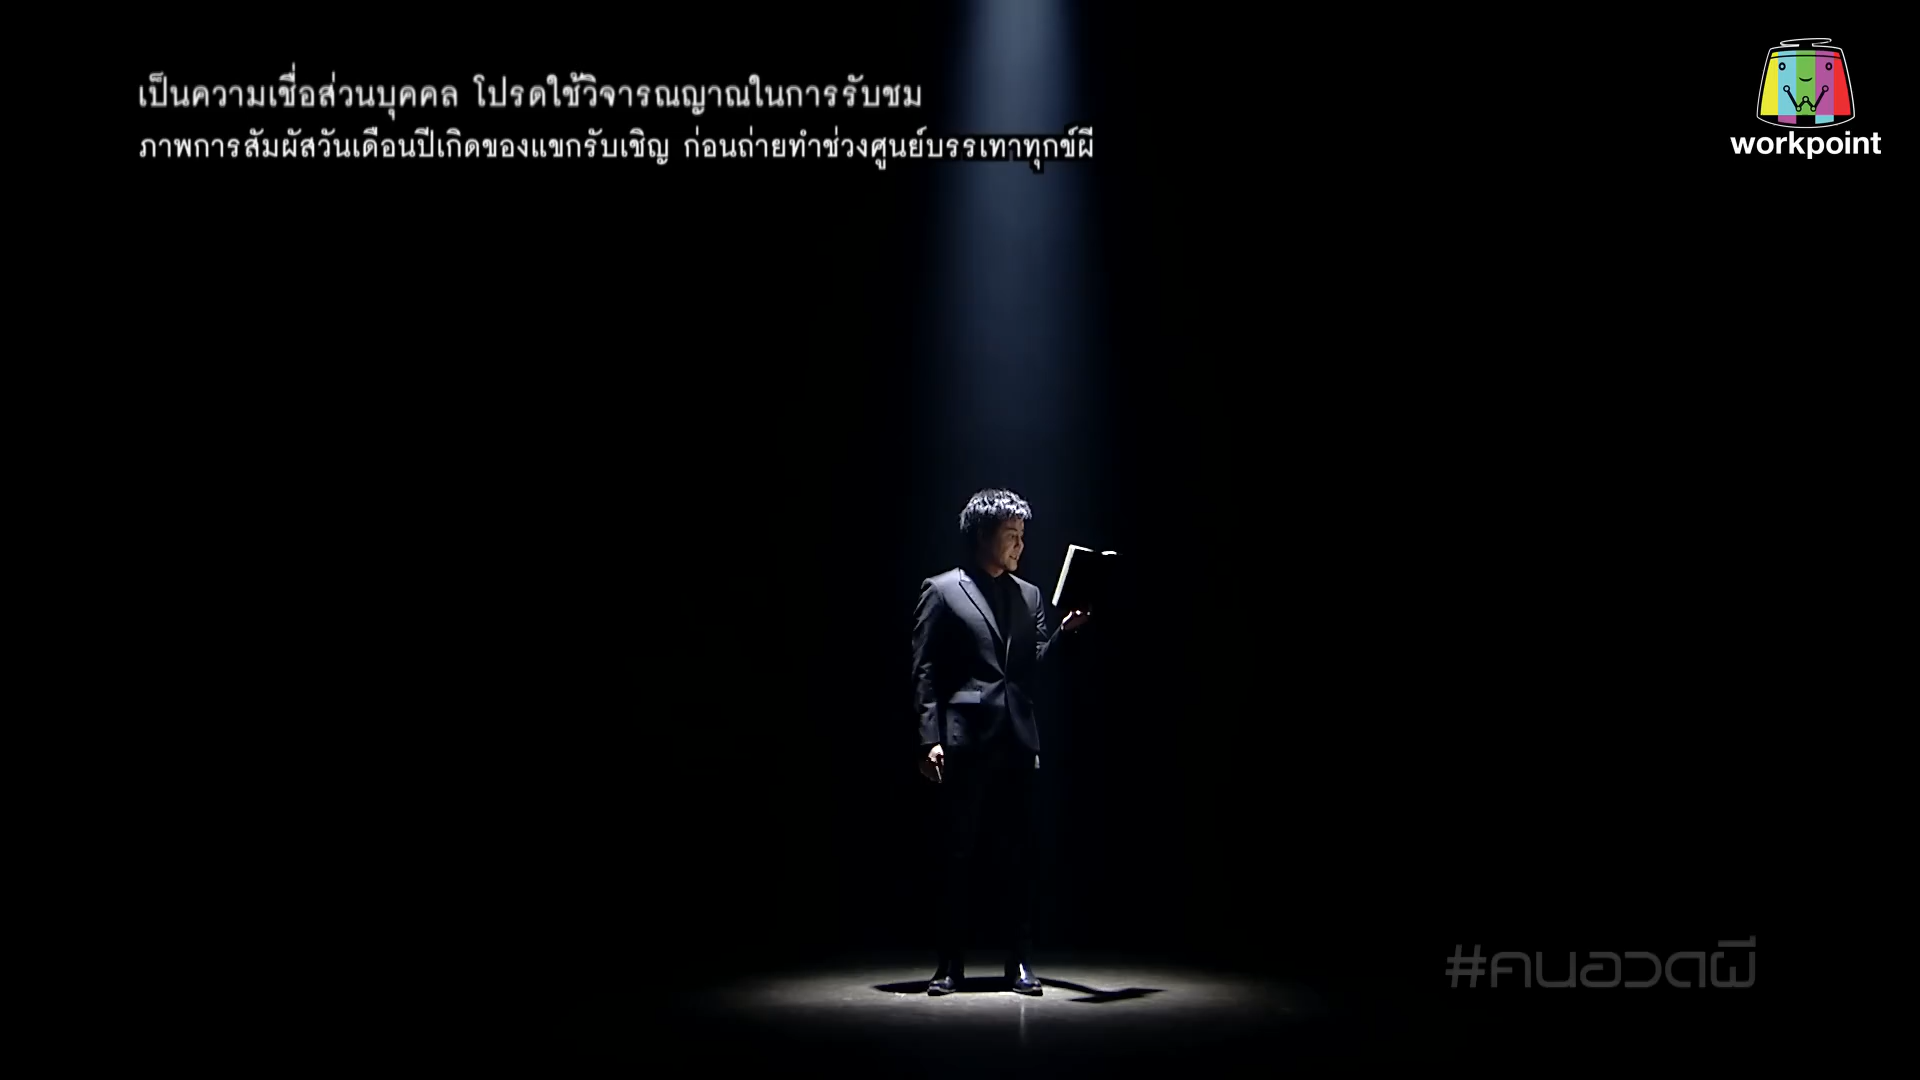 เป็นความเชื่อส่วนบุคคล โปรดใช้วิจารณญาณในการรับชม
ภาพการสัมผัสวันเดือนปีเกิดของแขกรับเชิญ ก่อนถ่ายทำช่วงศูนย์บรรเทาทุกข์ผี
workpoint
#คนอวดผี